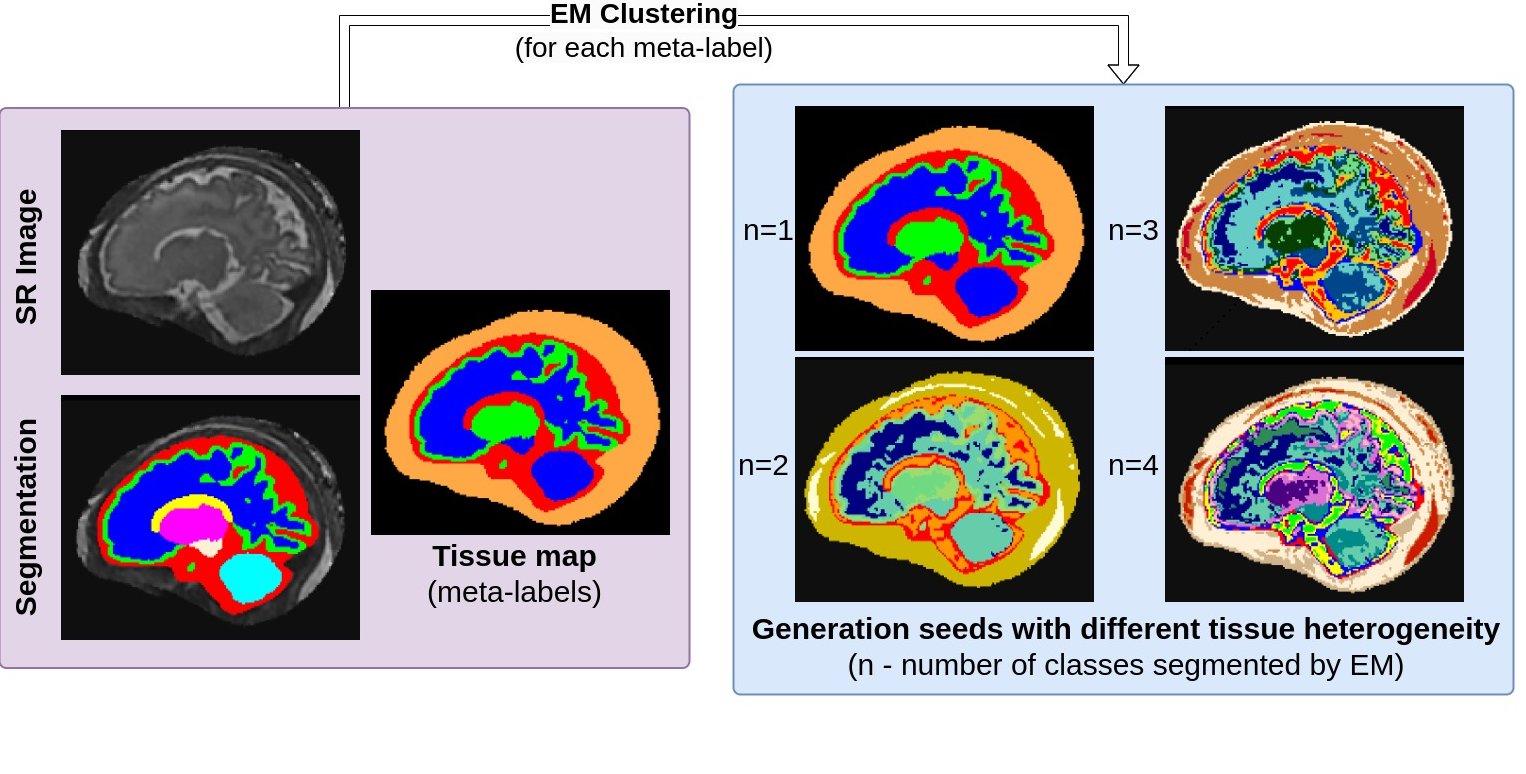 EM Clustering
(for each meta-label)
SR Image
Segmentation
Tissue map
(meta-labels)
n=1
n=3
n=2
n=4
Generation seeds with different tissue heterogeneity
(n - number of classes segmented by EM)